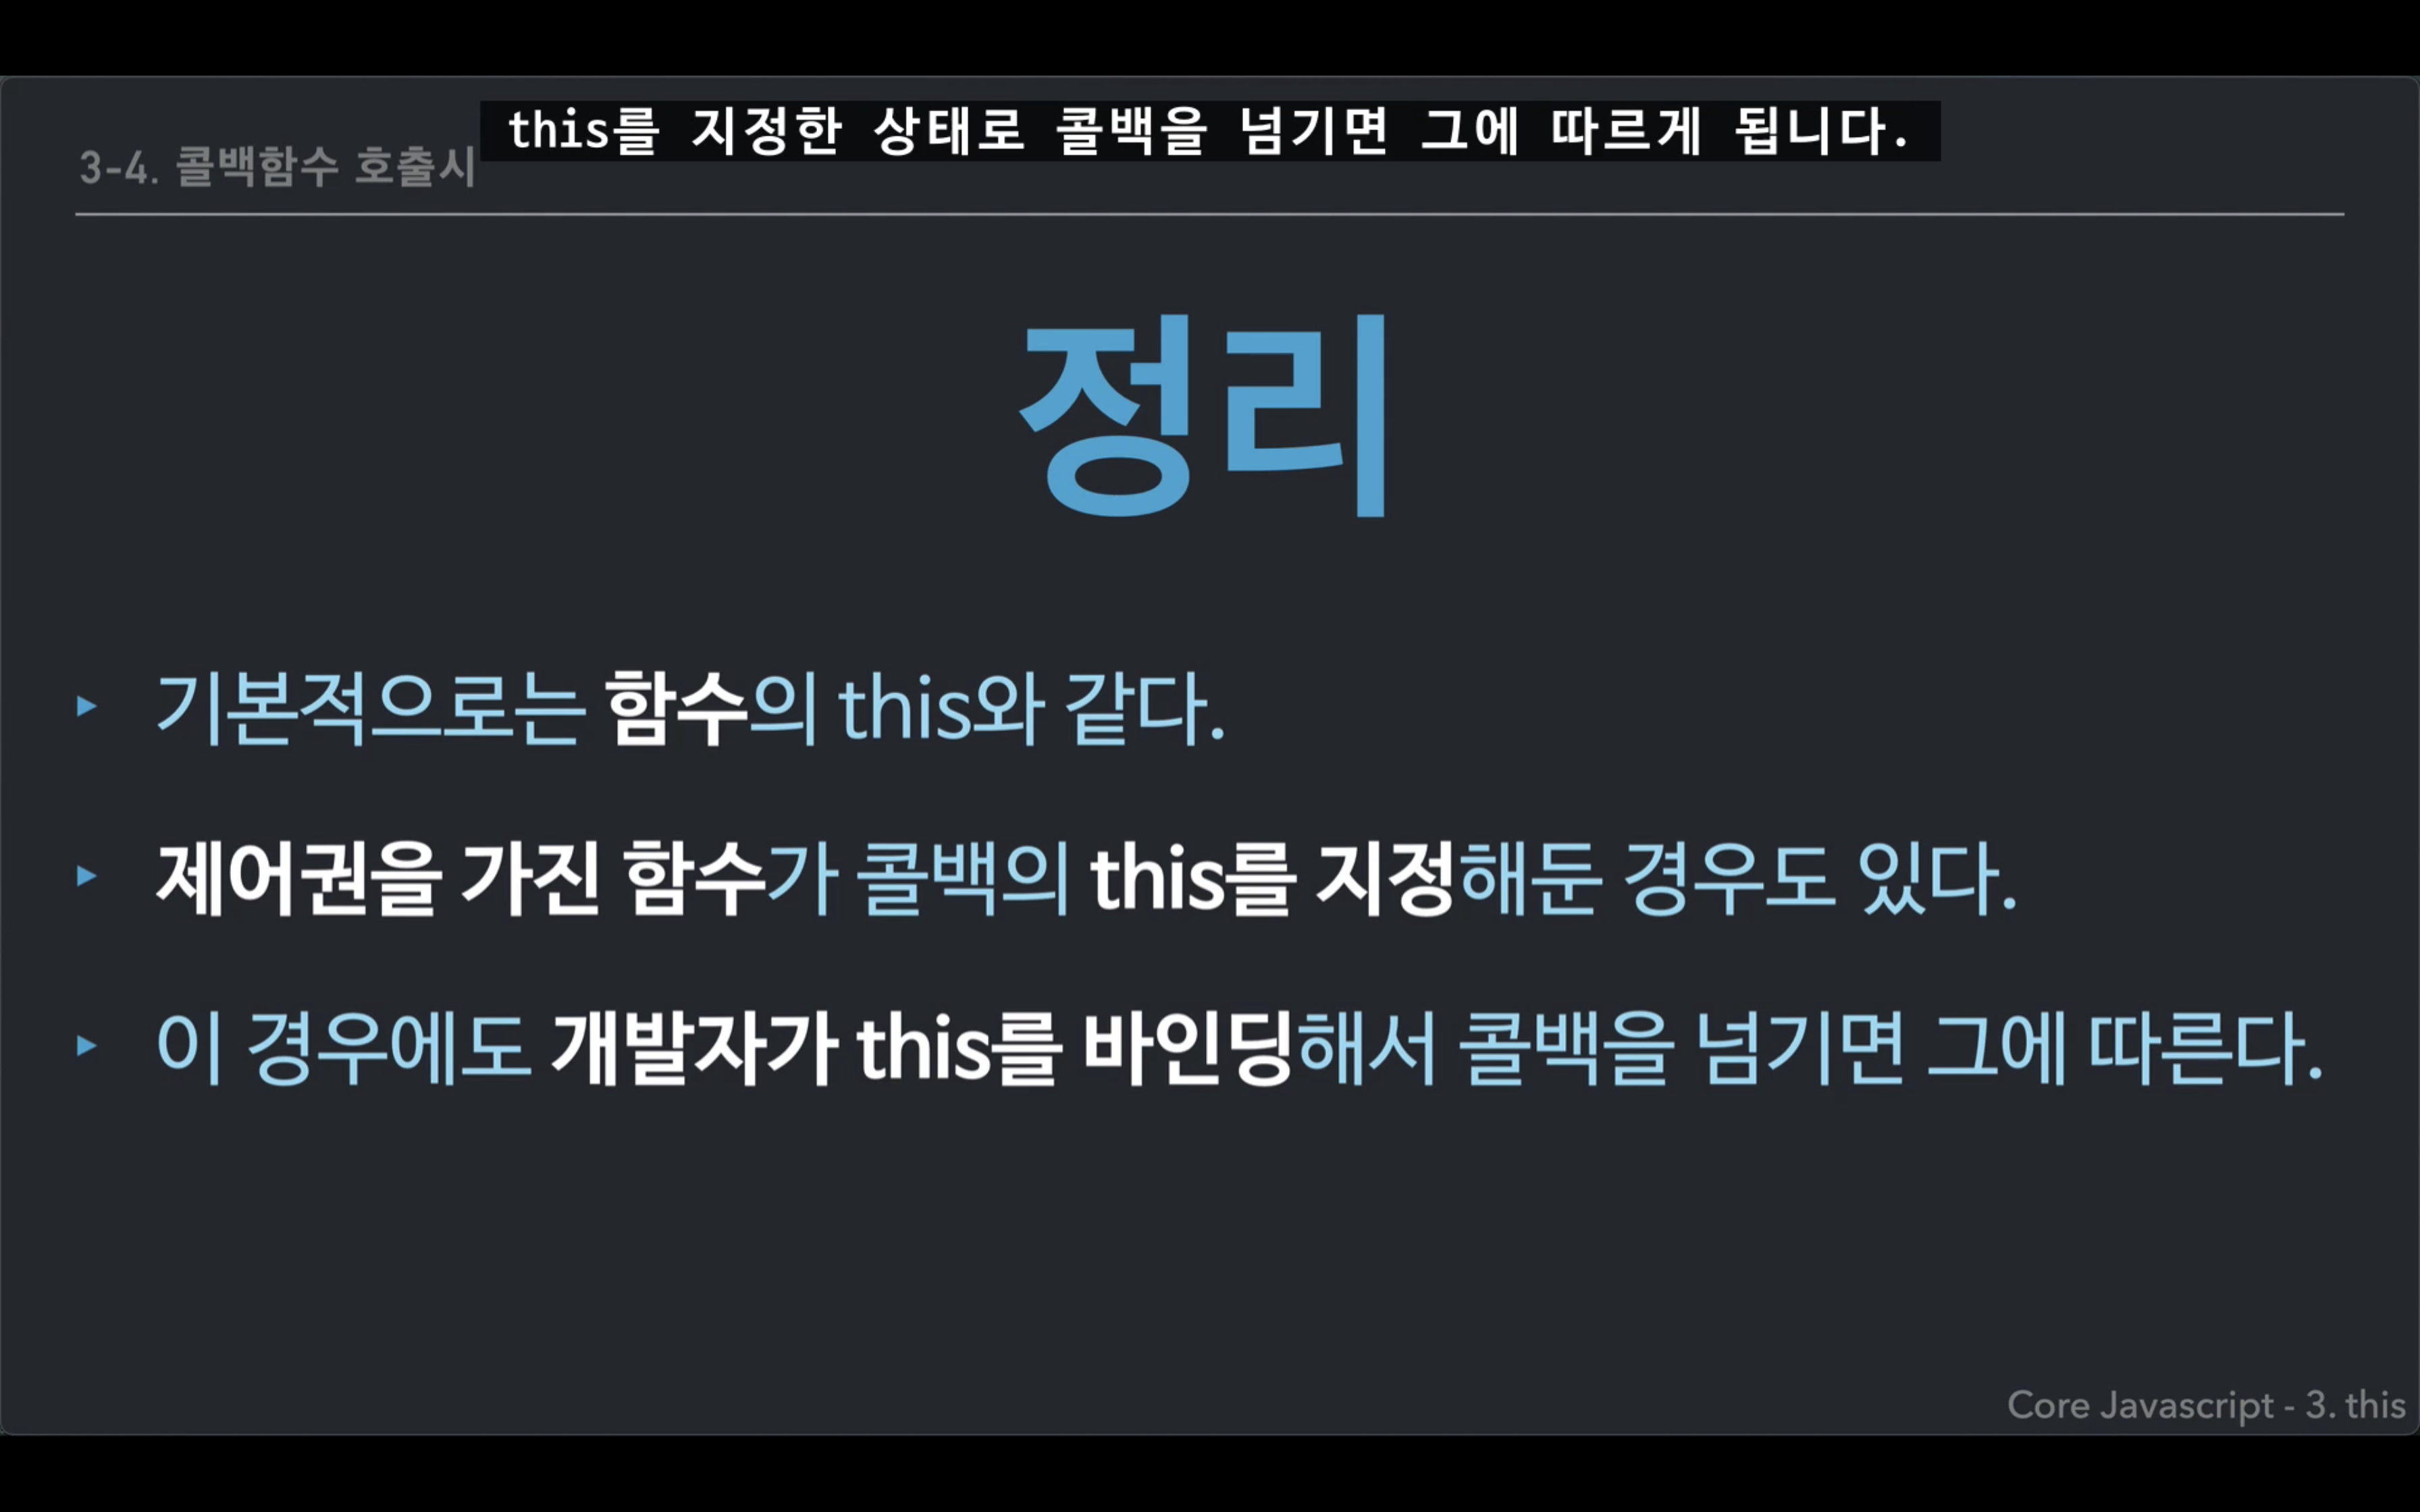 this를 지정한 상태로 콜백을 넘기면 그에 따르게 됩니다.
3-4. 콜백함수 호출시
정리
▸ 기본적으로는 함수의 this와 같다.
▸ 제어권을 가진 함수가 콜백의 this를 지정해둔 경우도 있다.
▸ 이 경우에도 개발자가 this를 바인딩해서 콜백을 넘기면 그에 따른다.
Core Javascript - 3. this